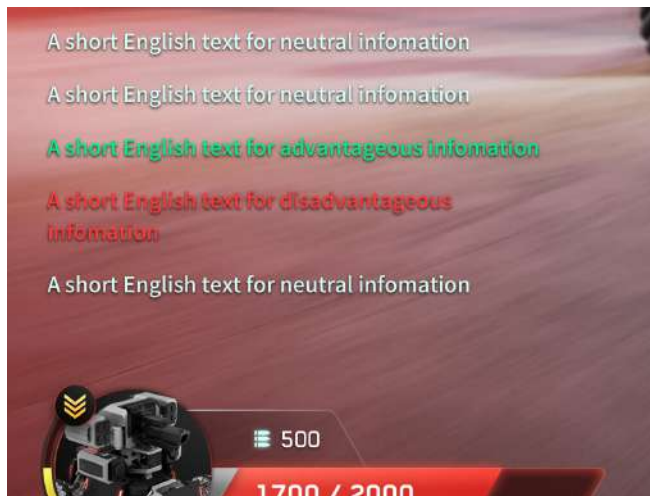 A short English text for neutral infomation
A short English text for neutral infomation
A short English text for advantageous infomation
A short English text for disadvantageous
infomation
A short English text for neutral infomation
500
1700 / 2000